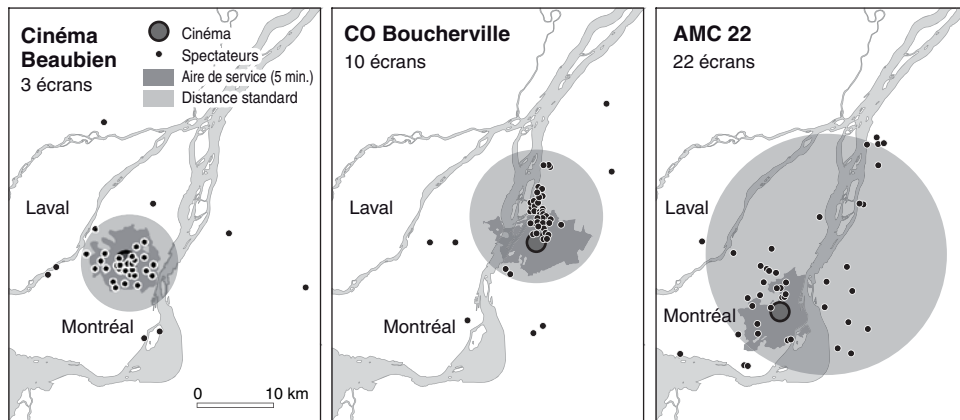 Cinéma
Beaubien
3 écrans
Cinéma
Spectateurs
Aire de service (5 min.)
Distance standard
Laval
Montréal
0 10 km
CO Boucherville
10 écrans
Laval
Montréal
AMC 22
22 écrans
Laval
Montréal